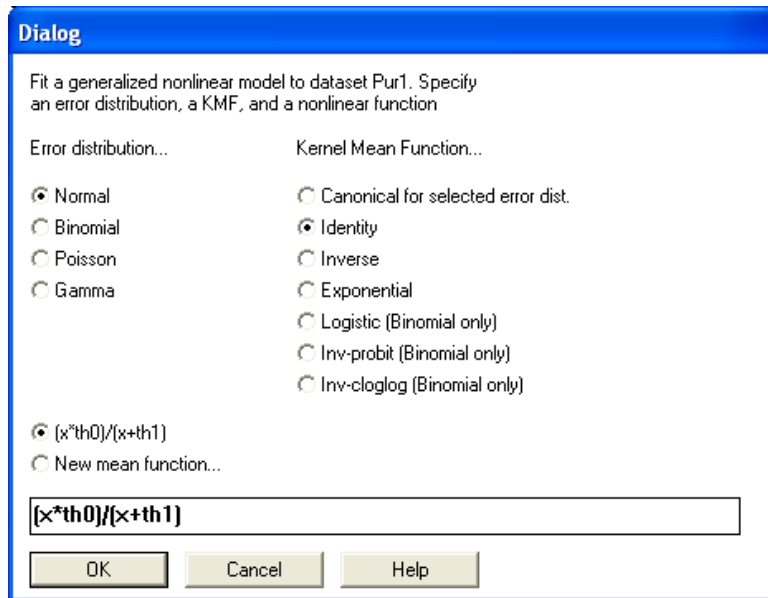 Dialog
Fit a generalized nonlinear model to dataset Pur1. Specify
an error distribution, a KMF, and a nonlinear function
Error distribution...
Kernel Mean Function...
Normal
Binomial
Poisson
Gamma
Canonical for selected error dist.
Identity
Inverse
Exponential
Logistic (Binomial only)
Inv-probit (Binomial only)
Inv-cloglog (Binomial only)
(x*th0)/(x+th1)
New mean function...
(x*th0)/(x+th1)
OK
Cancel
Help